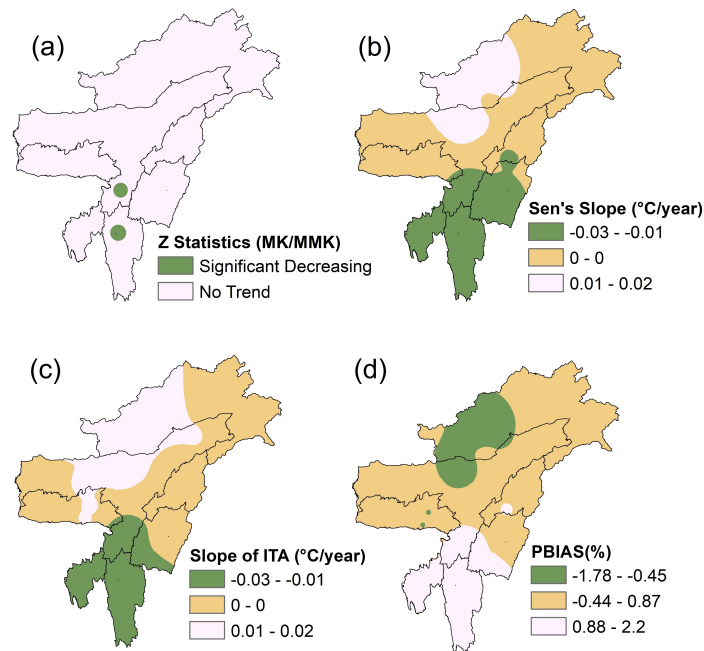 (a)
Z Statistics (MK/MMK)
Significant Decreasing
No Trend
(b)
Sen's Slope (°C/year)
-0.03 - -0.01
0 - 0
0.01 - 0.02
(c)
Slope of ITA (°C/year)
-0.03 - -0.01
0 - 0
0.01 - 0.02
(d)
PBIAS(%)
-1.78 - -0.45
-0.44 - 0.87
0.88 - 2.2